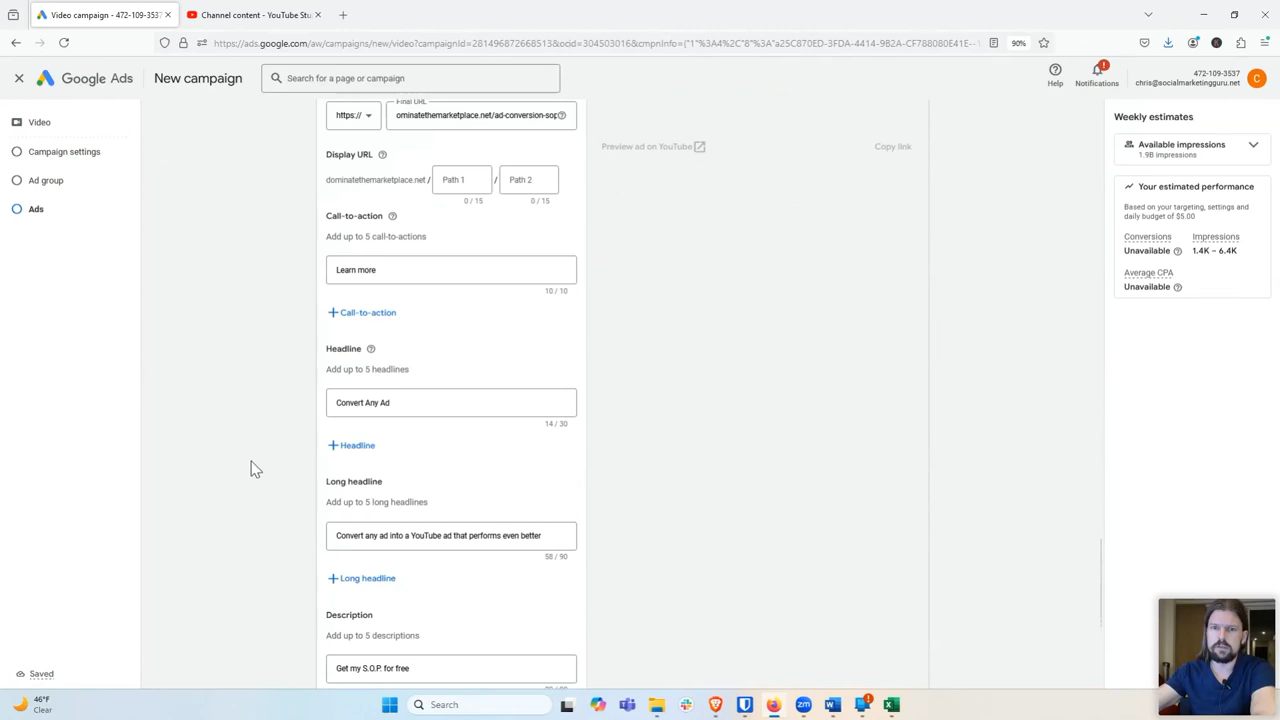 Video campaign - 472-109-3537
Channel content - YouTube Stu
https://ads.google.com/aw/campaigns/new/video?campaignId=281496502668513&ocid=304503016&cmpnInfo=
90%
Google Ads
New campaign
Search for a page or campaign
Help
Notifications
472-109-3537
chris@socialmarketingguru.net
C
Video
Campaign settings
Ad group
Ads
Saved
https://
Final URL
ominatethemarketplace.net/ad-conversion-sop
Display URL
dominatethemarketplace.net /
Path 1
/
Path 2
0 / 15
0 / 15
Call-to-action
Add up to 5 call-to-actions
Learn more
10 / 10
Call-to-action
Headline
Add up to 5 headlines
Convert Any Ad
14 / 30
Headline
Long headline
Add up to 5 long headlines
Convert any ad into a YouTube ad that performs even better
58 / 90
Long headline
Description
Add up to 5 descriptions
Get my S.O.P. for free
Preview ad on YouTube
Copy link
Weekly estimates
Available impressions
1.9B impressions
Your estimated performance
Based on your targeting, settings and
daily budget of $5.00
Conversions
Impressions
Unavailable
1.4K – 6.4K
Average CPA
Unavailable
46°F
Clear
Search